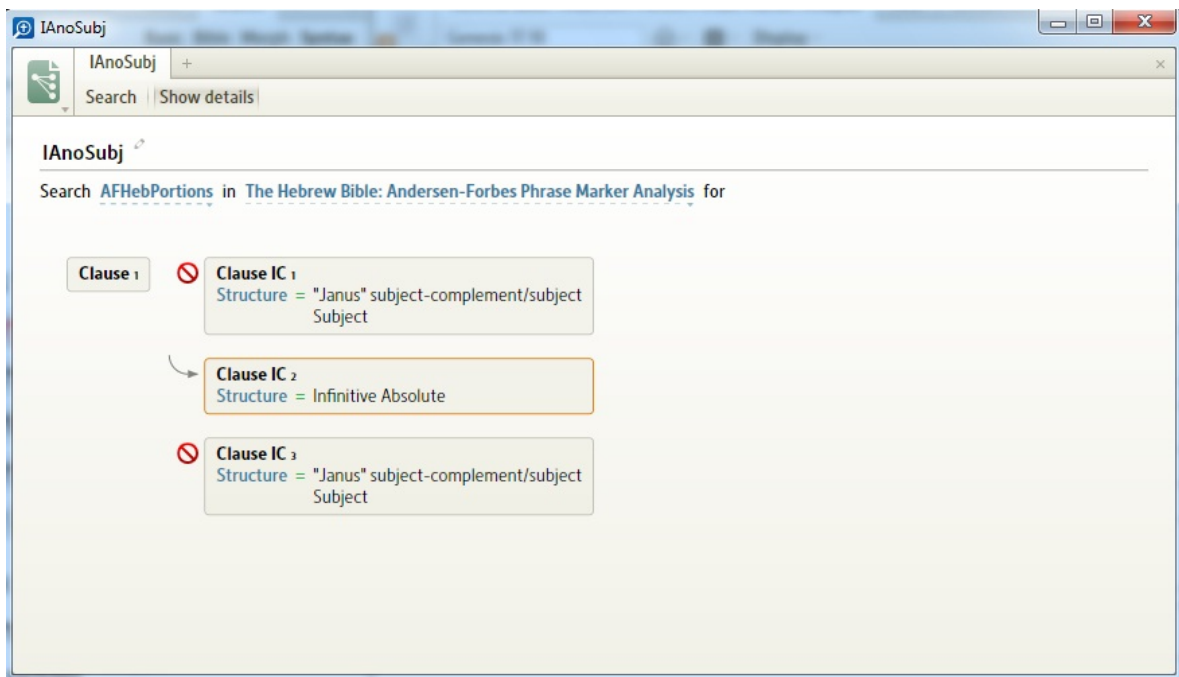 IAnoSubj
IAnoSubj +
Search Show details
IAnoSubj
Search AFHebPortions in The Hebrew Bible: Andersen-Forbes Phrase Marker Analysis for
Clause 1
Clause IC 1
Structure = "Janus" subject-complement/subject
Subject
Clause IC 2
Structure = Infinitive Absolute
Clause IC 3
Structure = "Janus" subject-complement/subject
Subject